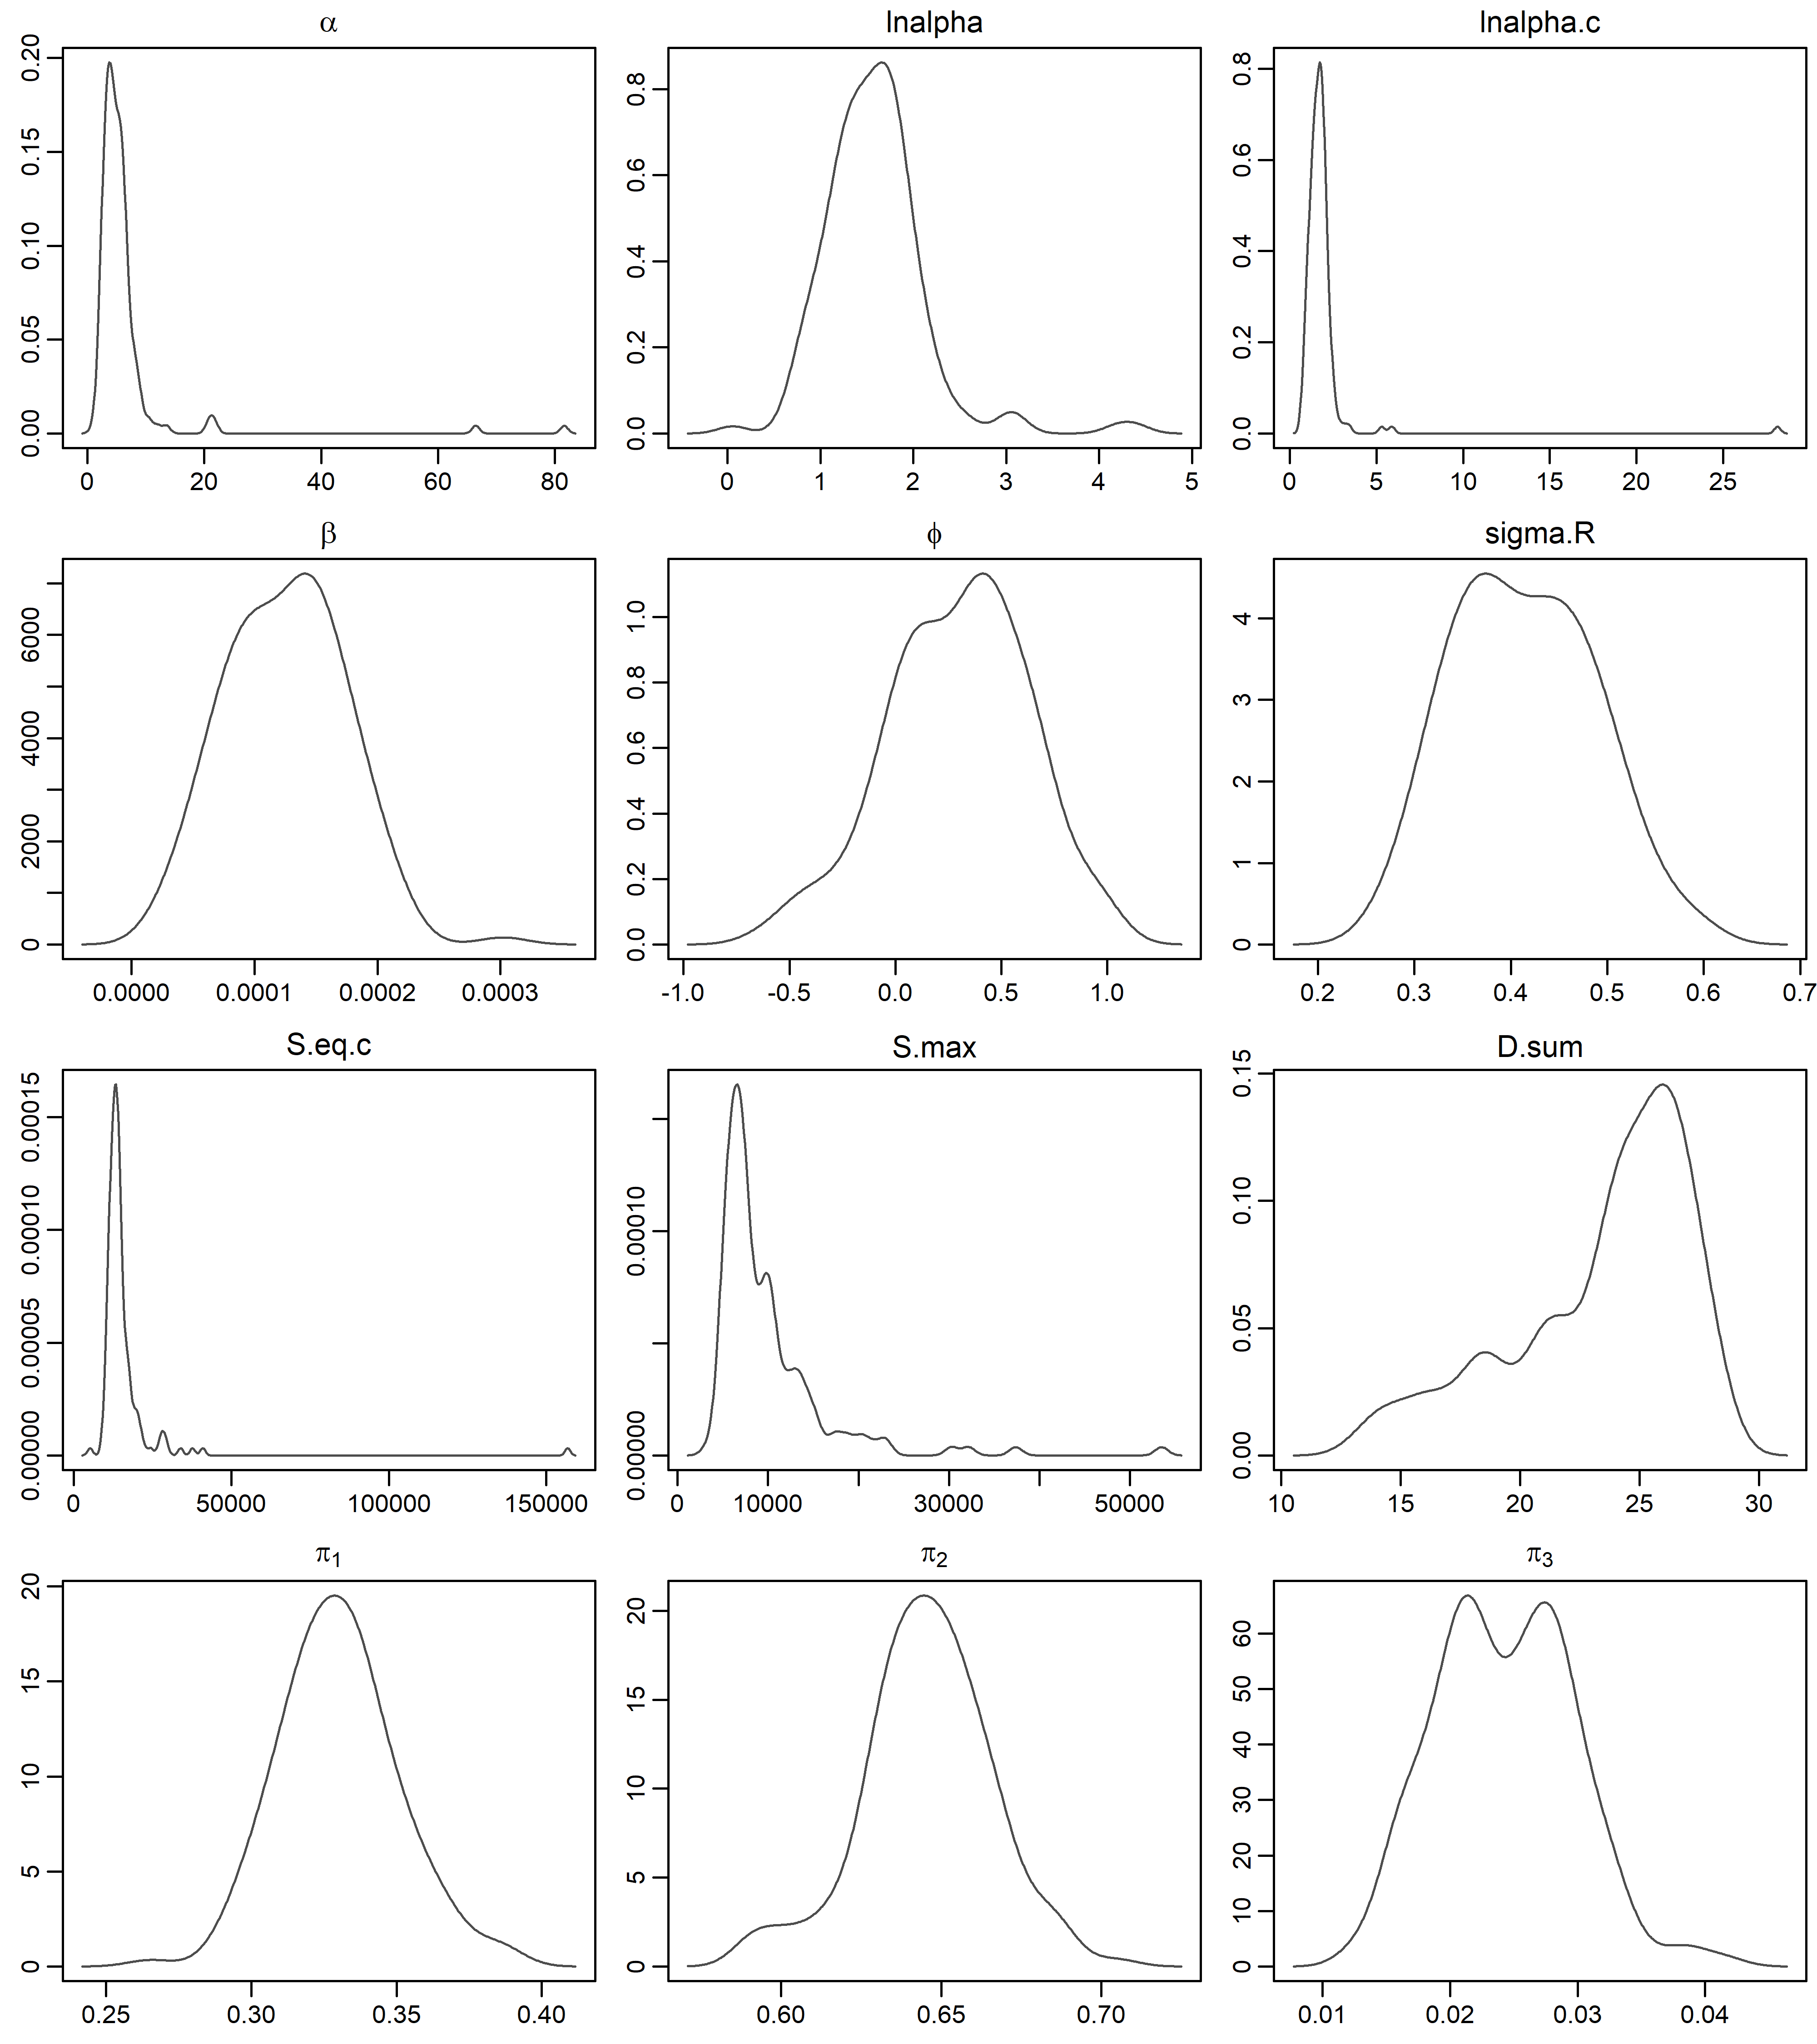 α lnalpha lnalpha.c
0.00 0.05 0.10 0.15 0.20
0 20 40 60 80
0.0 0.2 0.4 0.6 0.8
0 1 2 3 4 5
0.0 0.2 0.4 0.6 0.8
0 5 10 15 20 25
β ϕ sigma.R
0 2000 4000 6000
0.0000 0.0001 0.0002 0.0003
0.0 0.2 0.4 0.6 0.8 1.0
-1.0 -0.5 0.0 0.5 1.0
0 1 2 3 4
0.2 0.3 0.4 0.5 0.6 0.7
S.eq.c S.max D.sum
0.00000 0.00005 0.00010 0.00015
0 50000 100000 150000
0.00000 0.00010
0 10000 30000 50000
0.00 0.05 0.10 0.15
10 15 20 25 30
π1 π2 π3
0 5 10 15 20
0.25 0.30 0.35 0.40
0 5 10 15 20
0.60 0.65 0.70
0 10 20 30 40 50 60
0.01 0.02 0.03 0.04